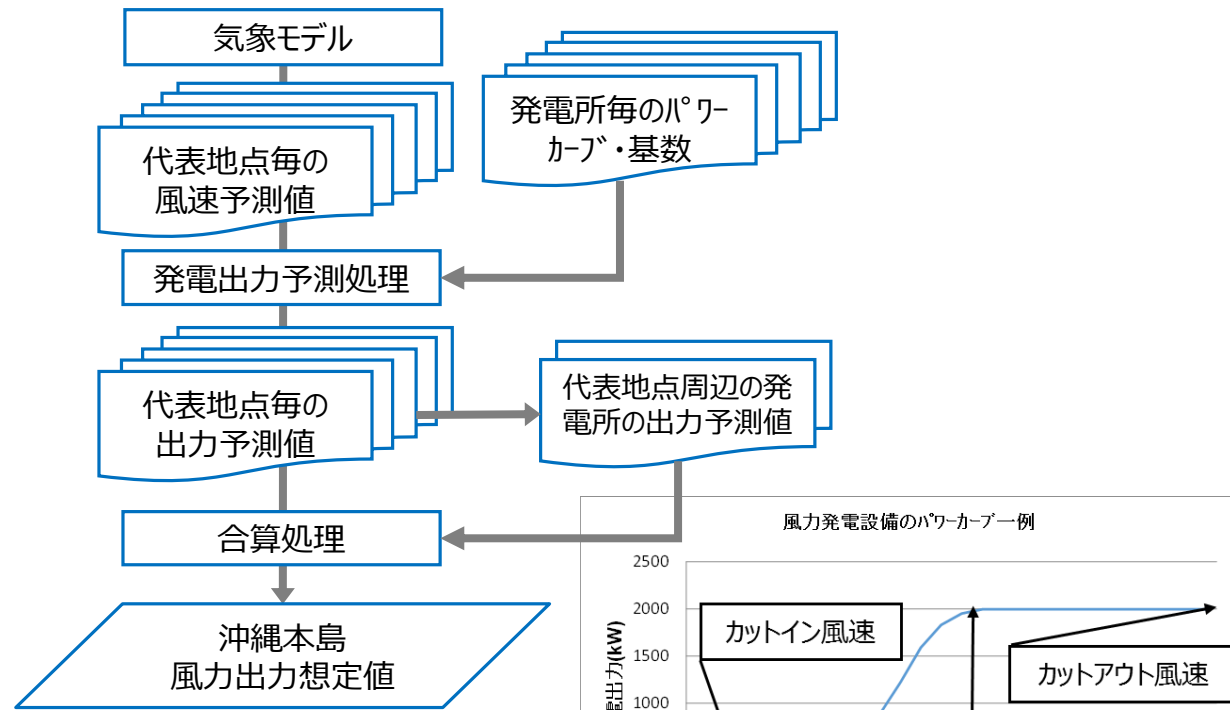 気象モデル
代表地点毎の
風速予測値
発電所毎のﾊﾟﾜｰ
ｶｰﾌﾞ・基数
発電出力予測処理
代表地点毎の
出力予測値
代表地点周辺の発
電所の出力予測値
合算処理
沖縄本島
風力出力想定値
風力発電設備のﾊﾟﾜｰｶｰﾌﾞ一例
2500
2000
1500
1000
電出力(kW)
カットイン風速
カットアウト風速